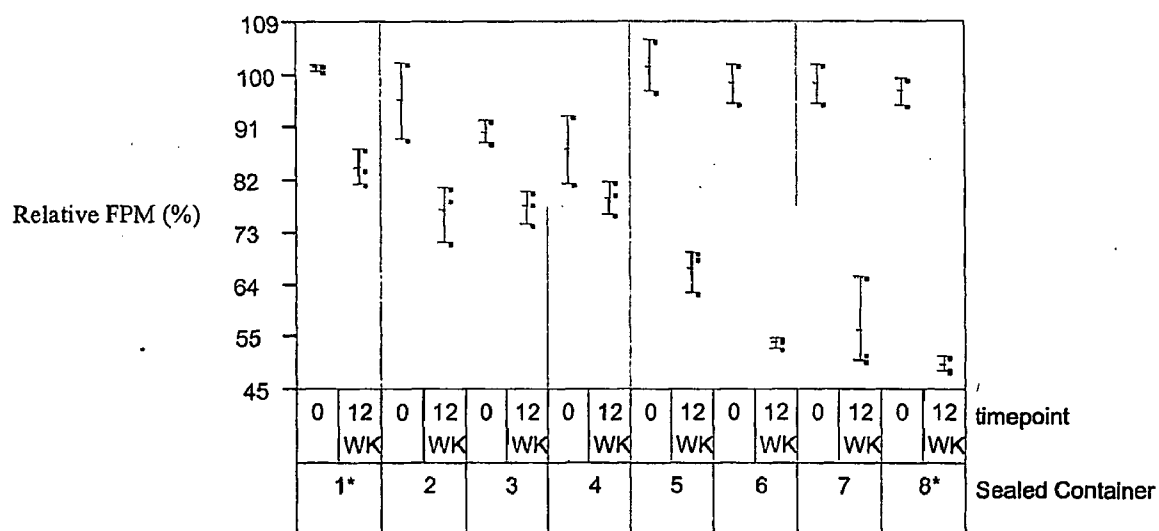 109
100
91
82
Relative FPM (%)
73
64
55
45
0 12 WK 0 12 WK 0 12 WK 0 12 WK 0 12 WK 0 12 WK 0 12 WK 0 12 WK timepoint
1* 2 3 4 5 6 7 8* Sealed Container